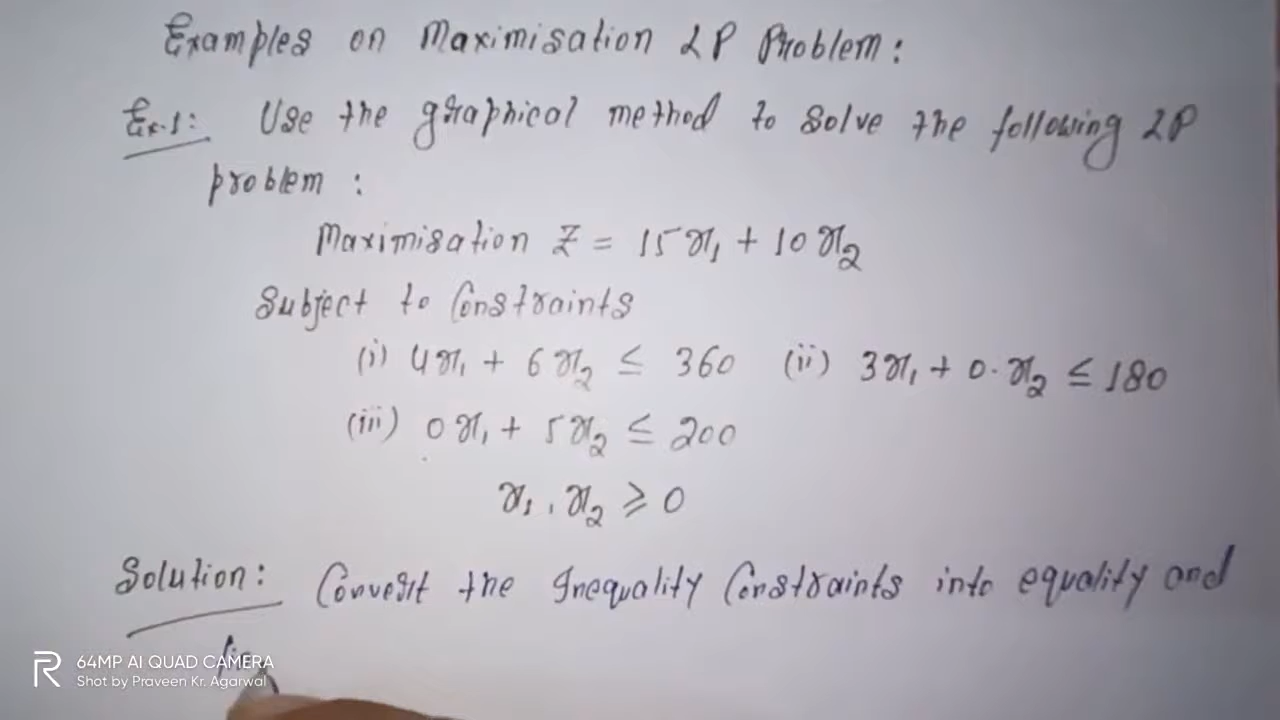 Examples on Maximisation LP Problem:
Ex.1: Use the graphical method to solve the following LP
problem :
Maximisation Z = 15x₁ + 10x₂
Subject to Constraints
(i) 4x₁ + 6x₂ ≤ 360 (ii) 3x₁ + 0.x₂ ≤ 180
(iii) 0x₁ + 5x₂ ≤ 200
x₁, x₂ ≥ 0
Solution: Convert the Inequality Constraints into equality and
64MP AI QUAD CAMERA
Shot by Praveen Kr. Agarwal